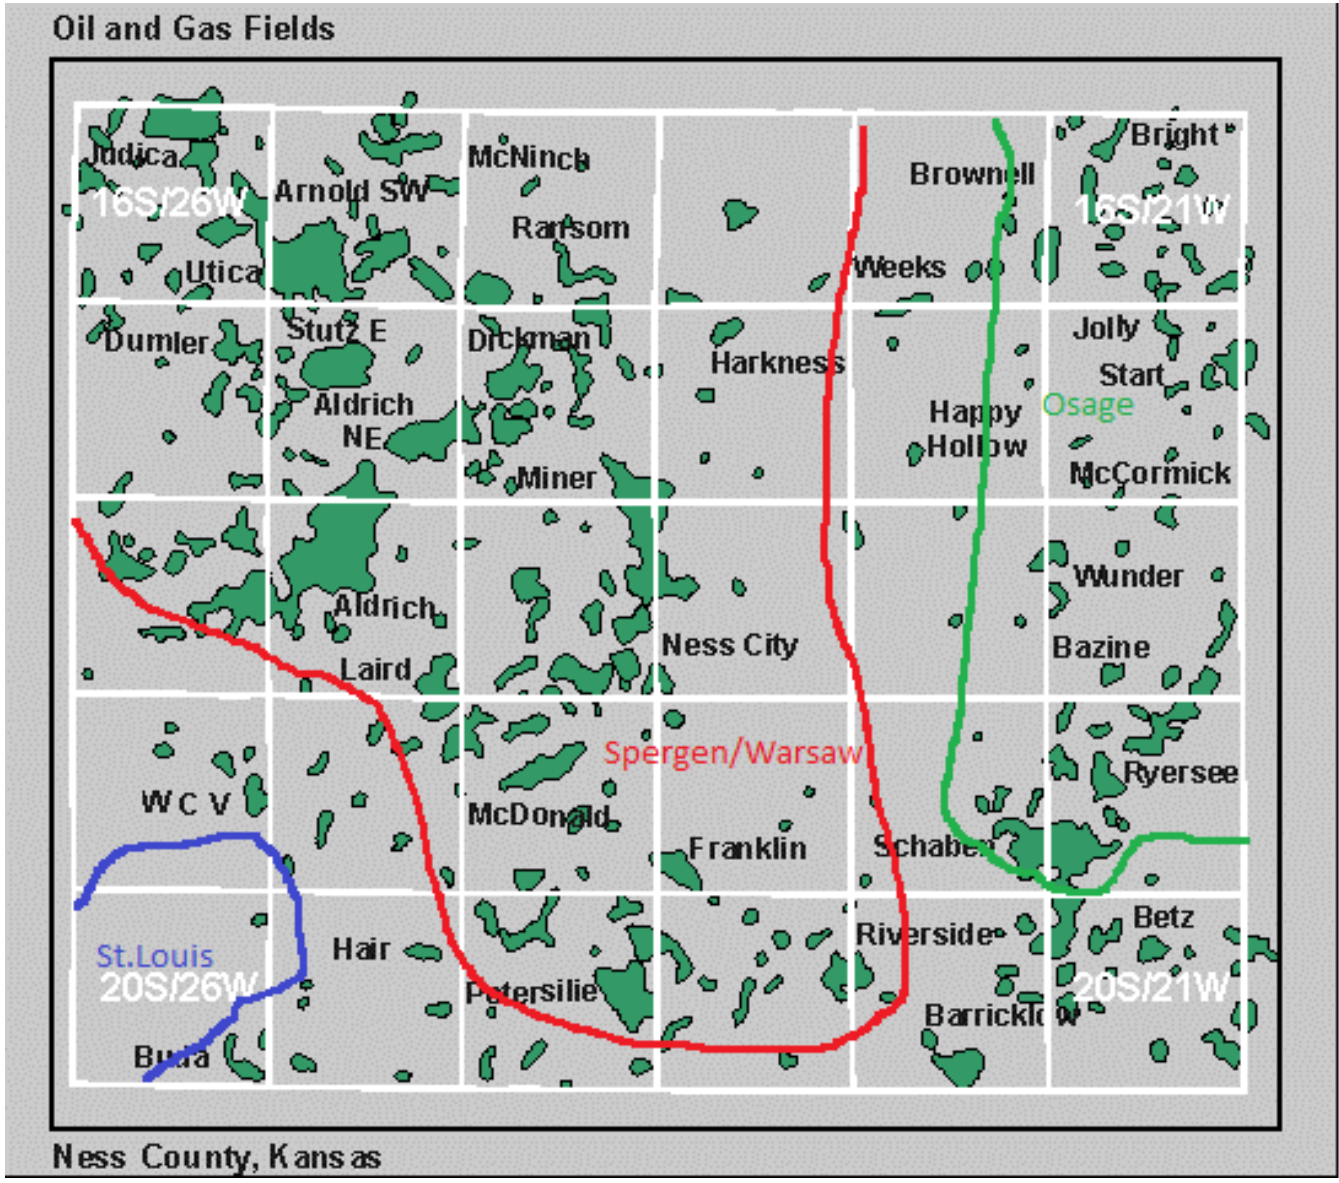 Oil and Gas Fields
Judica
McNinch
Bright
Brownell
16S/26W
Arnold SW
16S/21W
Ransom
Utica
Weeks
Dumler
Stutz E
Dickman
Harkness
Jolly
Start
Aldrich
NE
Happy
Hollow
Osage
Miner
McCormick
Wunder
Aldrich
Ness City
Bazine
Laird
Spergen/Warsaw
W C V
McDonald
Ryersee
Franklin
Schaben
Hair
Riverside
Betz
St.Louis
20S/26W
Petersilie
20S/21W
Barricklow
Buda
Ness County, Kansas